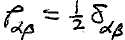 ρ_{αβ} = ½ δ_{αβ}